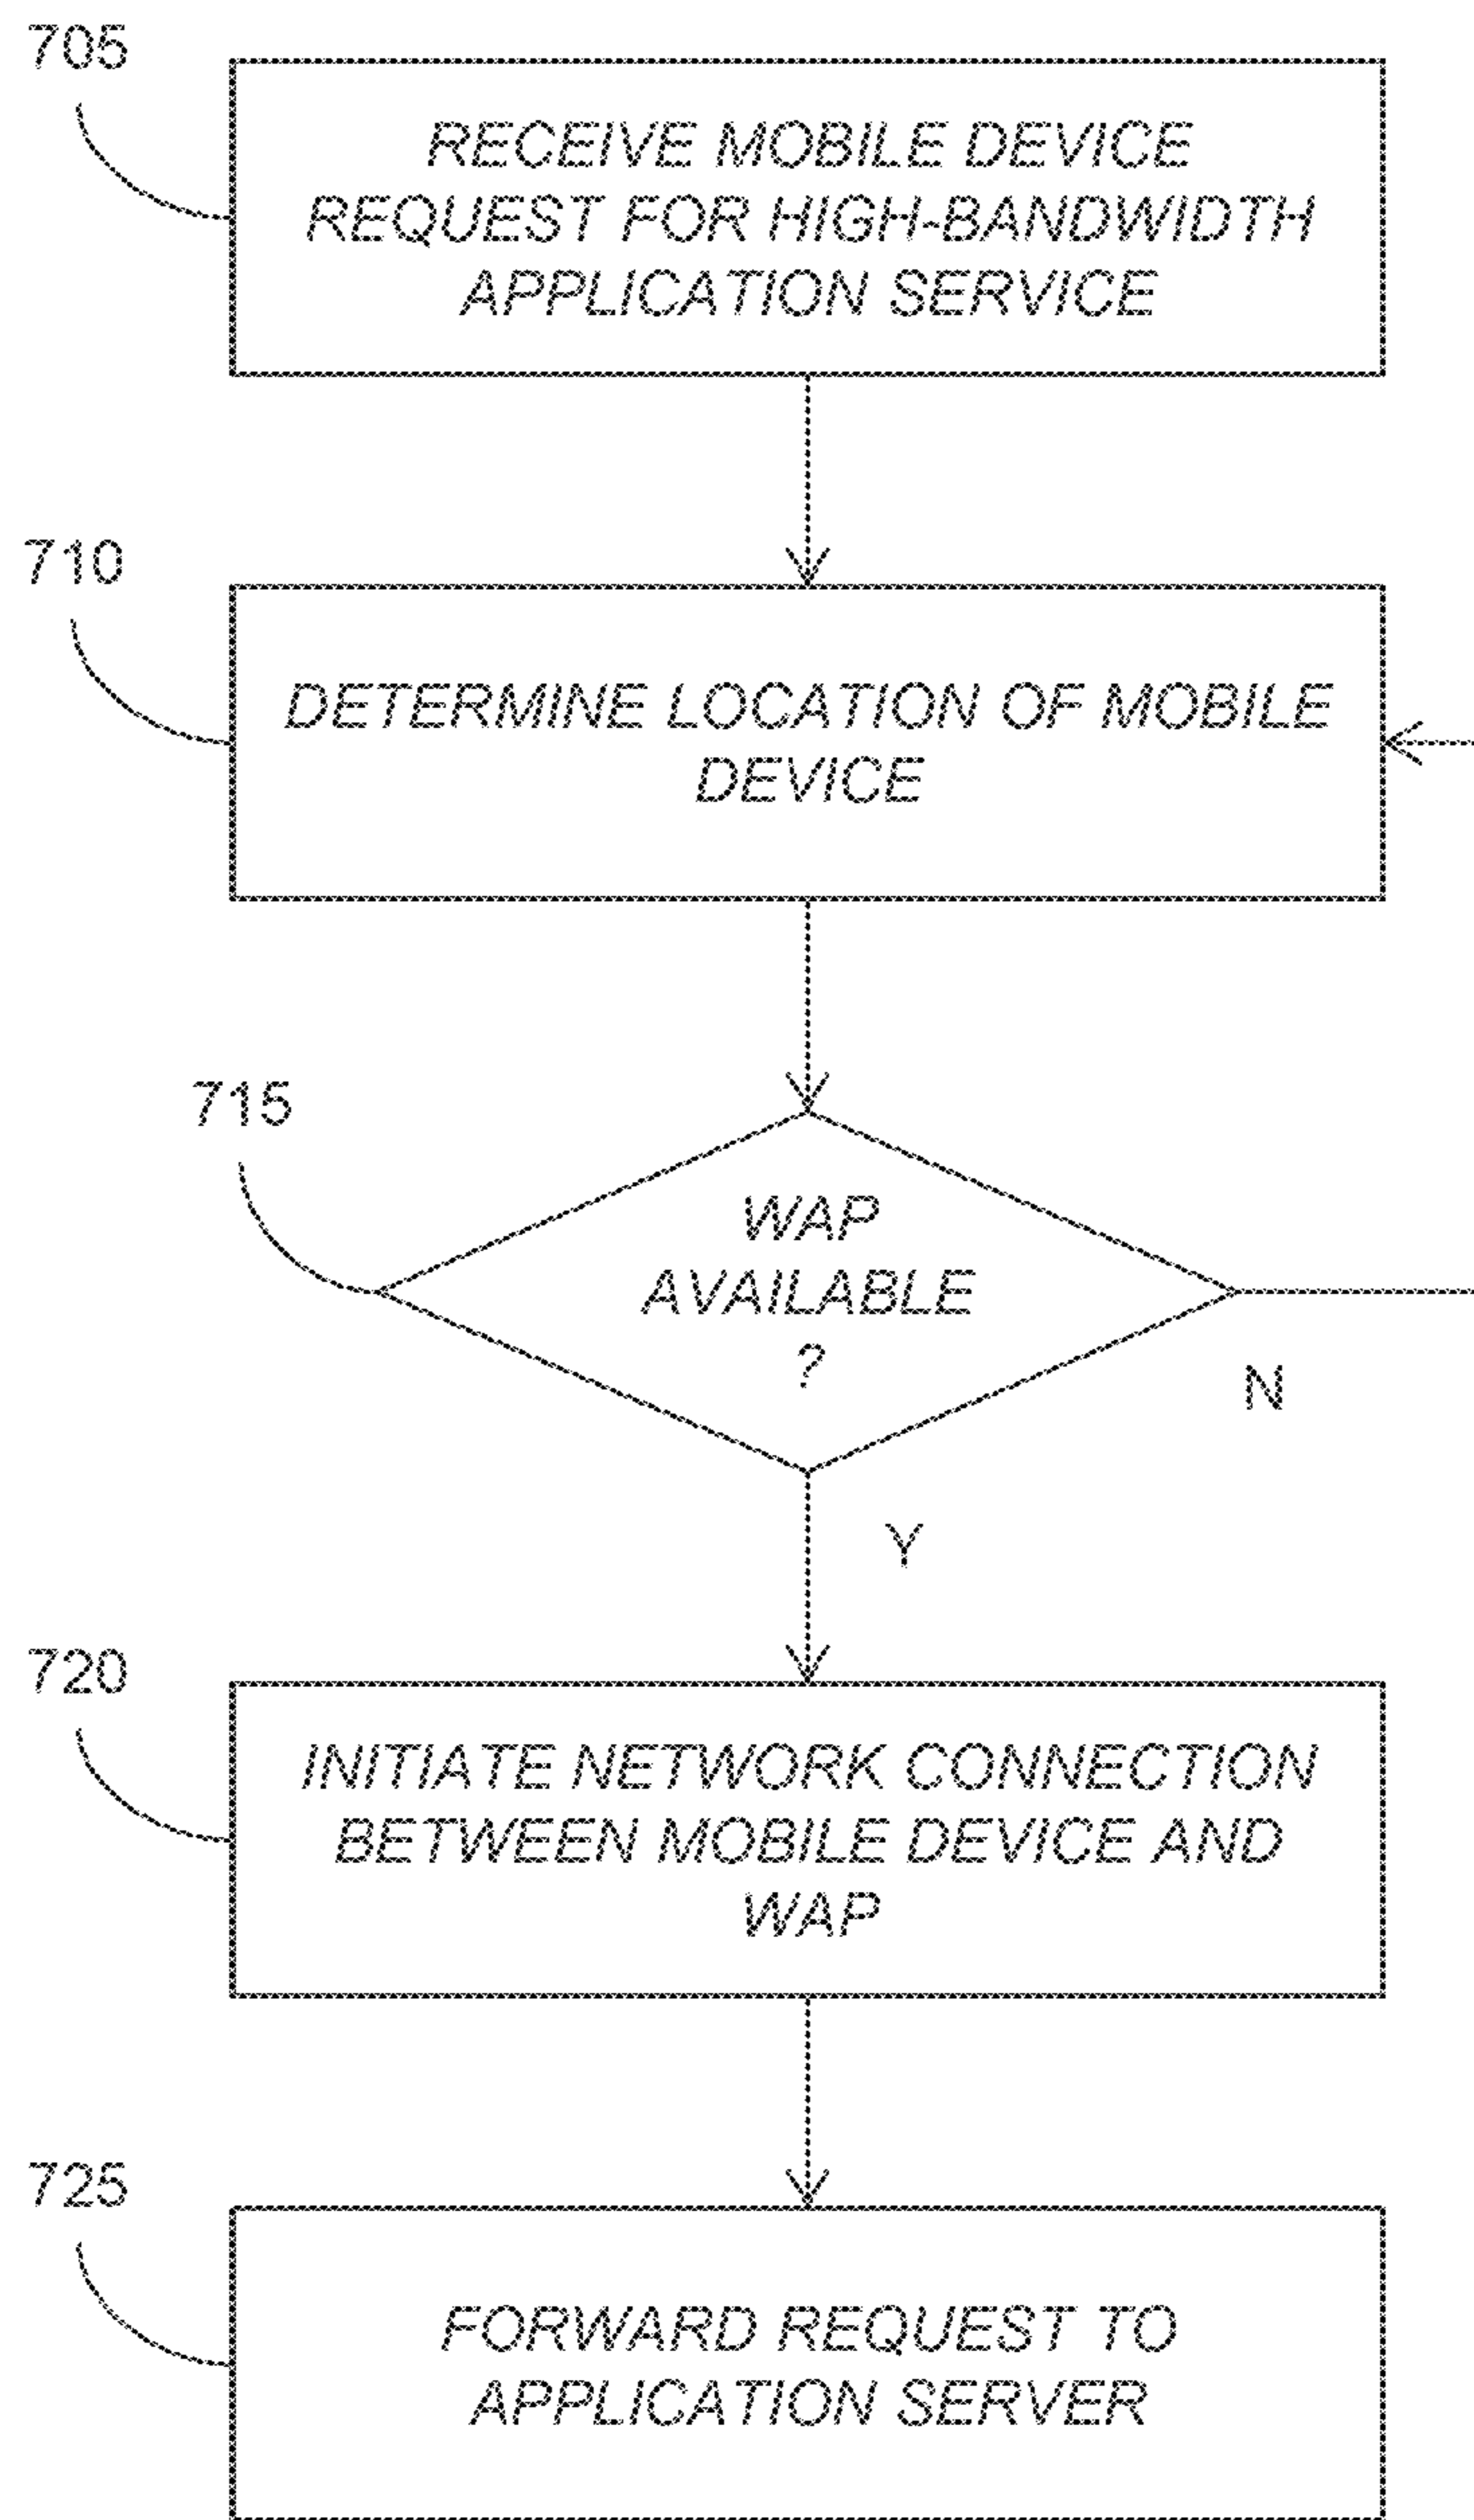 705
RECEIVE MOBILE DEVICE
REQUEST FOR HIGH-BANDWIDTH
APPLICATION SERVICE
710
DETERMINE LOCATION OF MOBILE
DEVICE
715
WAP
AVAILABLE
?
N
Y
720
INITIATE NETWORK CONNECTION
BETWEEN MOBILE DEVICE AND
WAP
725
FORWARD REQUEST TO
APPLICATION SERVER